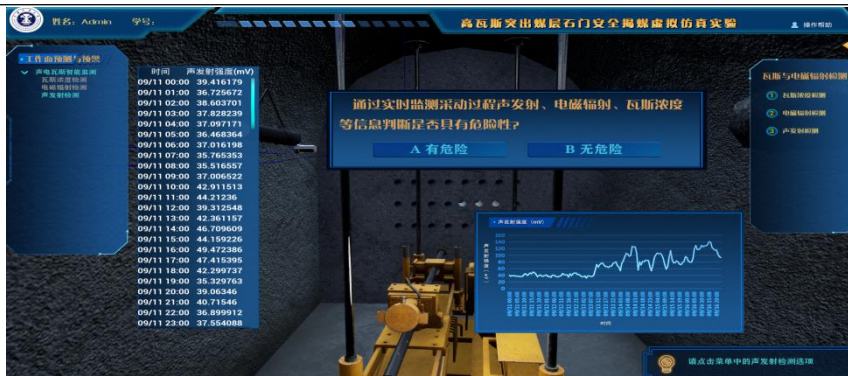 姓名：Admin 学号：
高瓦斯突出煤层石门安全揭煤虚拟仿真实验
操作帮助
工作面预测与预警
声电瓦斯智能监测
瓦斯浓度检测
电磁辐射检测
声发射检测
时间 声发射强度(mV)
09/11 00:00 39.416179
09/11 01:00 36.725672
09/11 02:00 38.603701
09/11 03:00 37.828239
09/11 04:00 37.097171
09/11 05:00 36.468364
09/11 06:00 37.016198
09/11 07:00 35.765353
09/11 08:00 35.516557
09/11 09:00 37.006522
09/11 10:00 42.911513
09/11 11:00 44.21236
09/11 12:00 39.312548
09/11 13:00 42.361157
09/11 14:00 46.709609
09/11 15:00 44.159226
09/11 16:00 49.472386
09/11 17:00 47.415395
09/11 18:00 42.299737
09/11 19:00 35.329763
09/11 20:00 39.06346
09/11 21:00 40.71546
09/11 22:00 36.899912
09/11 23:00 37.554088
通过实时监测采动过程声发射、电磁辐射、瓦斯浓度
等信息判断是否具有危险性?
A 有危险 B 无危险
瓦斯与电磁辐射检测
1 瓦斯浓度检测
2 电磁辐射检测
3 声发射检测
声发射强度 (mV)
160
140
120
100
80
60
40
20
0
时间
请点击菜单中的声发射检测选项